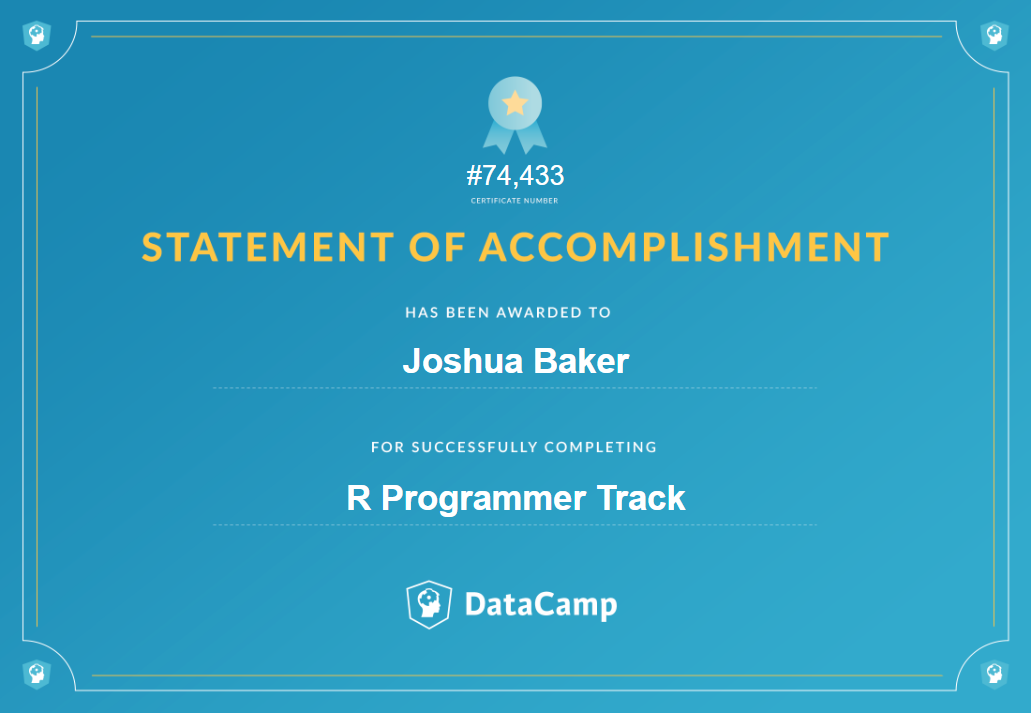 #74,433
CERTIFICATE NUMBER
STATEMENT OF ACCOMPLISHMENT
HAS BEEN AWARDED TO
Joshua Baker
FOR SUCCESSFULLY COMPLETING
R Programmer Track
DataCamp